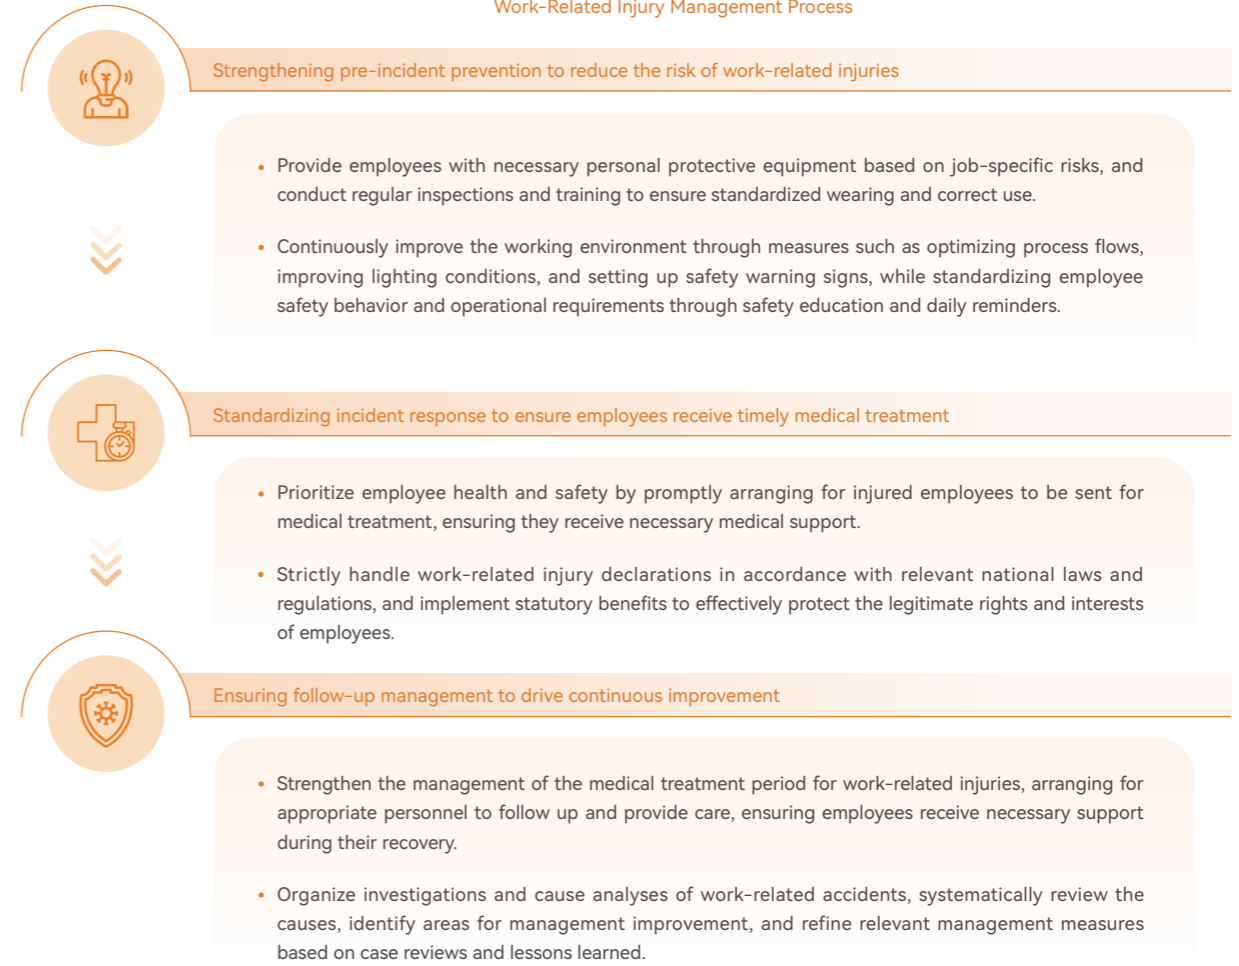 Work-Related Injury Management Process
Strengthening pre-incident prevention to reduce the risk of work-related injuries
• Provide employees with necessary personal protective equipment based on job-specific risks, and
conduct regular inspections and training to ensure standardized wearing and correct use.
• Continuously improve the working environment through measures such as optimizing process flows,
improving lighting conditions, and setting up safety warning signs, while standardizing employee
safety behavior and operational requirements through safety education and daily reminders.
Standardizing incident response to ensure employees receive timely medical treatment
• Prioritize employee health and safety by promptly arranging for injured employees to be sent for
medical treatment, ensuring they receive necessary medical support.
• Strictly handle work-related injury declarations in accordance with relevant national laws and
regulations, and implement statutory benefits to effectively protect the legitimate rights and interests
of employees.
Ensuring follow-up management to drive continuous improvement
• Strengthen the management of the medical treatment period for work-related injuries, arranging for
appropriate personnel to follow up and provide care, ensuring employees receive necessary support
during their recovery.
• Organize investigations and cause analyses of work-related accidents, systematically review the
causes, identify areas for management improvement, and refine relevant management measures
based on case reviews and lessons learned.